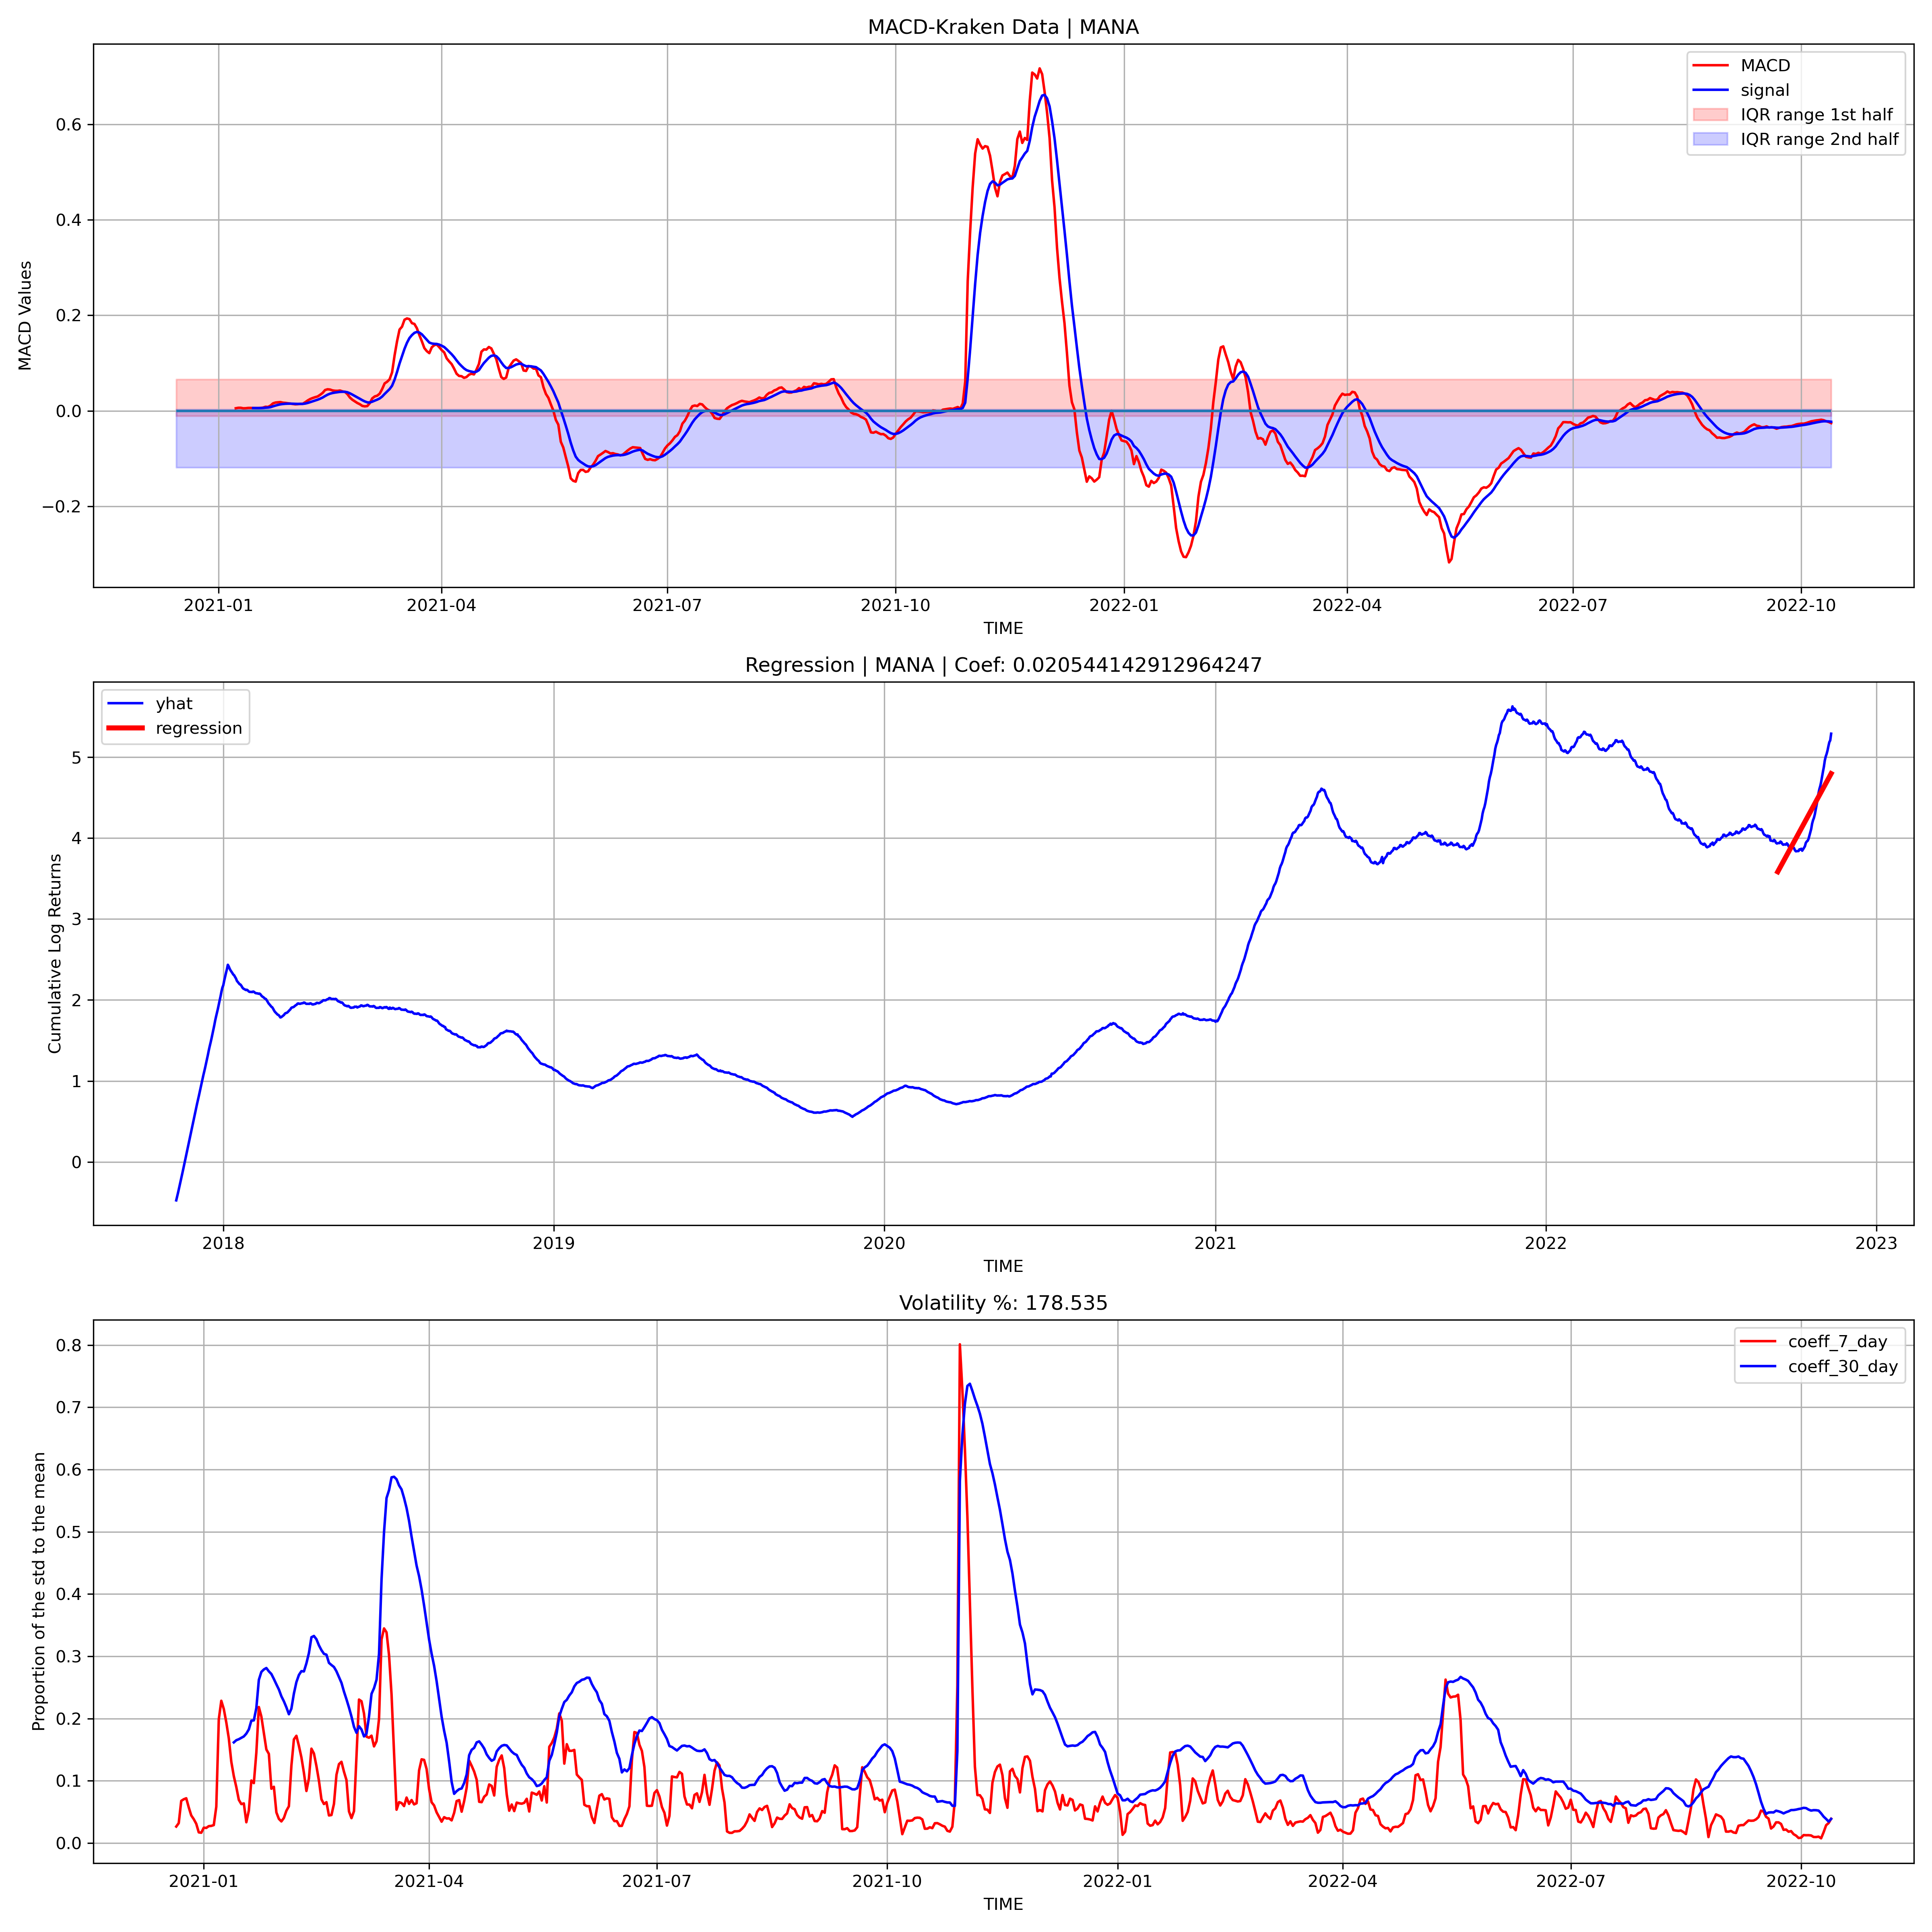 MACD-Kraken Data | MANA
MACD Values
0.6
0.4
0.2
0.0
−0.2
MACD
signal
IQR range 1st half
IQR range 2nd half
2021-01 2021-04 2021-07 2021-10 2022-01 2022-04 2022-07 2022-10
TIME
Regression | MANA | Coef: 0.020544142912964247
Cumulative Log Returns
5
4
3
2
1
0
yhat
regression
2018 2019 2020 2021 2022 2023
TIME
Volatility %: 178.535
Proportion of the std to the mean
0.8
0.7
0.6
0.5
0.4
0.3
0.2
0.1
0.0
coeff_7_day
coeff_30_day
2021-01 2021-04 2021-07 2021-10 2022-01 2022-04 2022-07 2022-10
TIME